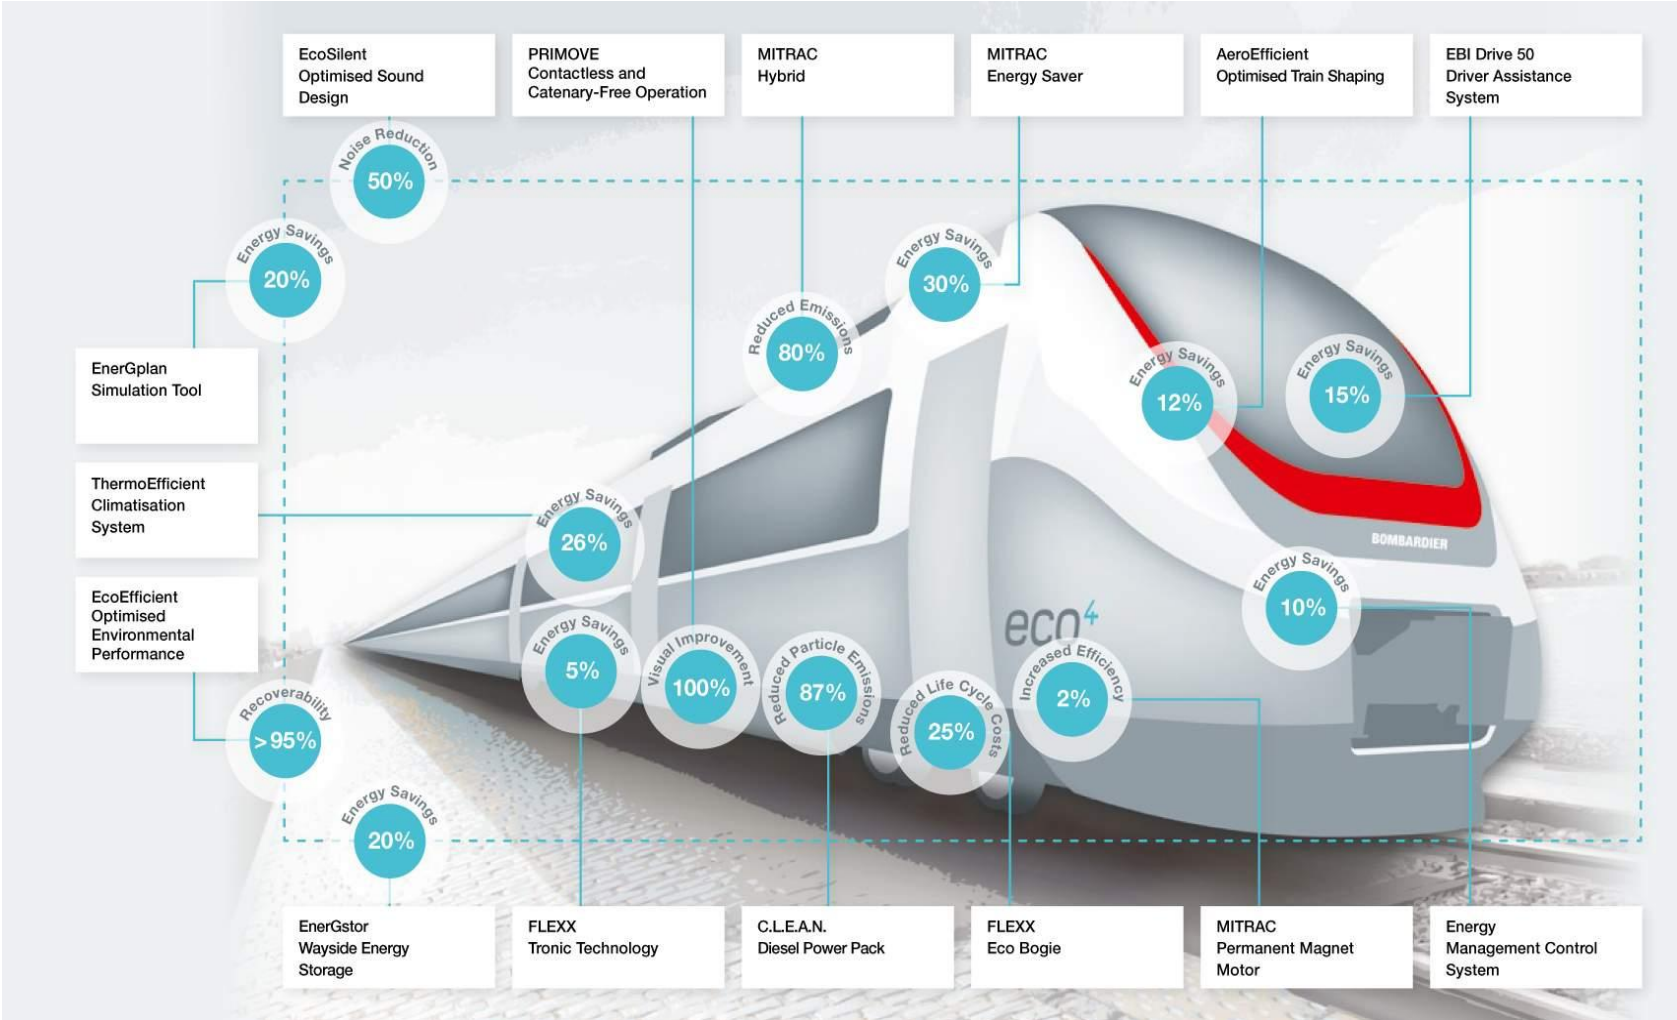 EcoSilent
Optimised Sound
Design
PRIMOVE
Contactless and
Catenary-Free Operation
MITRAC
Hybrid
MITRAC
Energy Saver
AeroEfficient
Optimised Train Shaping
EBI Drive 50
Driver Assistance
System
Noise Reduction
50%
Energy Savings
20%
Energy Savings
30%
Reduced Emissions
80%
Energy Savings
12%
Energy Savings
15%
EnerGplan
Simulation Tool
ThermoEfficient
Climatisation
System
Energy Savings
26%
BOMBARDIER
EcoEfficient
Optimised
Environmental
Performance
Energy Savings
10%
eco4
Energy Savings
5%
Visual Improvement
100%
Reduced Particle Emissions
87%
Reduced Life Cycle Costs
25%
Increased Efficiency
2%
Recoverability
>95%
Energy Savings
20%
EnerGstor
Wayside Energy
Storage
FLEXX
Tronic Technology
C.L.E.A.N.
Diesel Power Pack
FLEXX
Eco Bogie
MITRAC
Permanent Magnet
Motor
Energy
Management Control
System